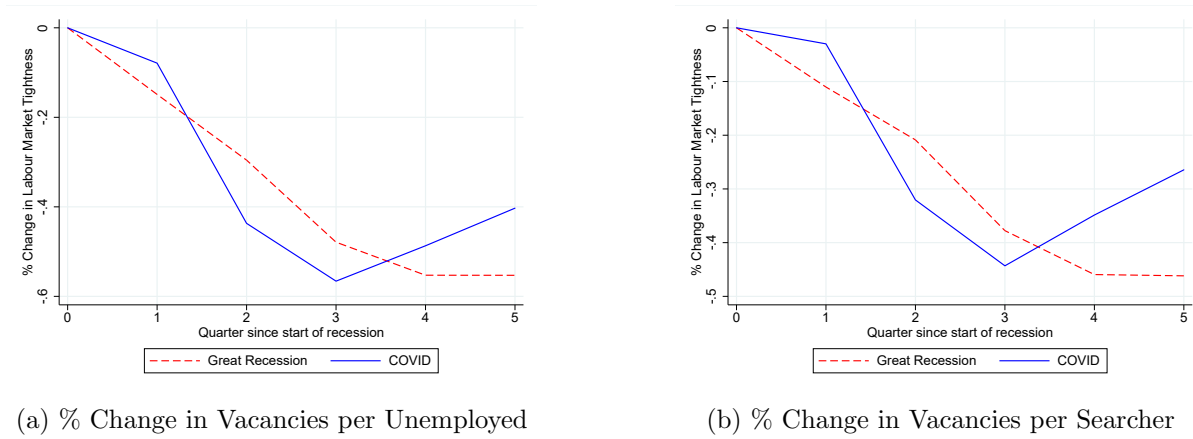 % Change in Labour Market Tightness
0
-.2
-.4
-.6
0 1 2 3 4 5
Quarter since start of recession
Great Recession COVID
(a) % Change in Vacancies per Unemployed
% Change in Labour Market Tightness
0
-.1
-.2
-.3
-.4
-.5
0 1 2 3 4 5
Quarter since start of recession
Great Recession COVID
(b) % Change in Vacancies per Searcher